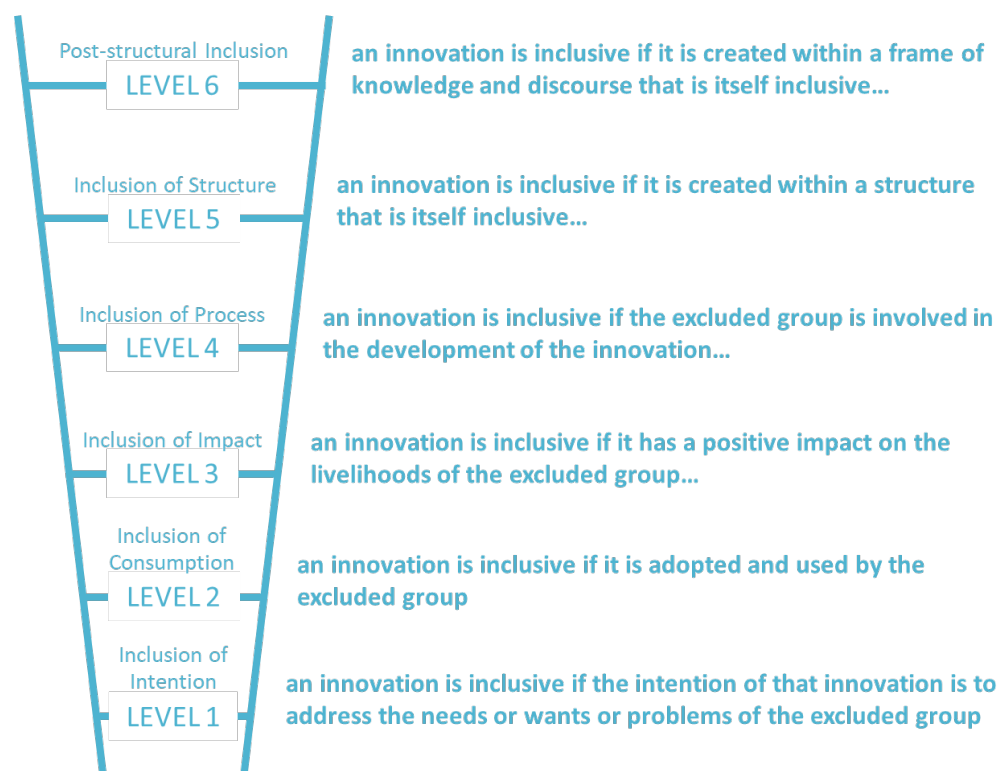 Post-structural Inclusion
LEVEL 6
an innovation is inclusive if it is created within a frame of
knowledge and discourse that is itself inclusive…
Inclusion of Structure
LEVEL 5
an innovation is inclusive if it is created within a structure
that is itself inclusive…
Inclusion of Process
LEVEL 4
an innovation is inclusive if the excluded group is involved in
the development of the innovation…
Inclusion of Impact
LEVEL 3
an innovation is inclusive if it has a positive impact on the
livelihoods of the excluded group…
Inclusion of
Consumption
LEVEL 2
an innovation is inclusive if it is adopted and used by the
excluded group
Inclusion of
Intention
LEVEL 1
an innovation is inclusive if the intention of that innovation is to
address the needs or wants or problems of the excluded group